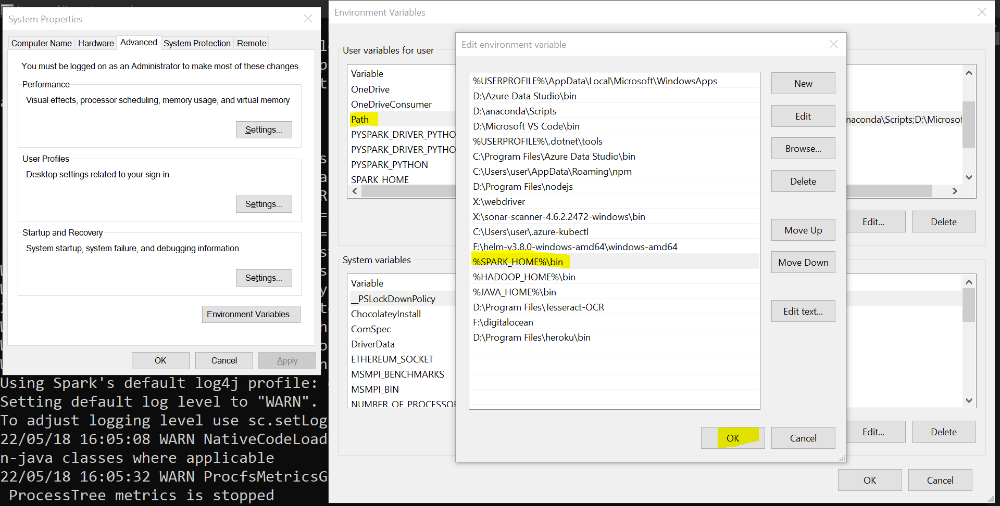 System Properties
Computer Name
Hardware
Advanced
System Protection
Remote
You must be logged on as an Administrator to make most of these changes.
Performance
Visual effects, processor scheduling, memory usage, and virtual memory
Settings...
User Profiles
Desktop settings related to your sign-in
Settings...
Startup and Recovery
System startup, system failure, and debugging information
Settings...
Environment Variables...
OK
Cancel
Apply
Using Spark's default log4j profile:
Setting default log level to "WARN".
To adjust logging level use sc.setLog
22/05/18 16:05:08 WARN NativeCodeLoad
n-java classes where applicable
22/05/18 16:05:32 WARN ProcfsMetricsG
ProcessTree metrics is stopped
Environment Variables
User variables for user
Variable
OneDrive
OneDriveConsumer
Path
PYSPARK_DRIVER_PYTHO
PYSPARK_DRIVER_PYTHO
PYSPARK_PYTHON
SPARK_HOME
naconda\Scripts;D:\Microsof
Edit...
Delete
System variables
Variable
__PSLockDownPolicy
ChocolateyInstall
ComSpec
DriverData
ETHEREUM_SOCKET
MSMPI_BENCHMARKS
MSMPI_BIN
NUMBER_OF_PROCESSOR
Edit...
Delete
OK
Cancel
Edit environment variable
%USERPROFILE%\AppData\Local\Microsoft\WindowsApps
D:\Azure Data Studio\bin
D:\anaconda\Scripts
D:\Microsoft VS Code\bin
%USERPROFILE%\.dotnet\tools
C:\Program Files\Azure Data Studio\bin
C:\Users\user\AppData\Roaming\npm
D:\Program Files\nodejs
X:\webdriver
X:\sonar-scanner-4.6.2.2472-windows\bin
C:\Users\user\.azure-kubectl
F:\helm-v3.8.0-windows-amd64\windows-amd64
%SPARK_HOME%\bin
%HADOOP_HOME%\bin
%JAVA_HOME%\bin
D:\Program Files\Tesseract-OCR
F:\digitalocean
D:\Program Files\heroku\bin
New
Edit
Browse...
Delete
Move Up
Move Down
Edit text...
OK
Cancel